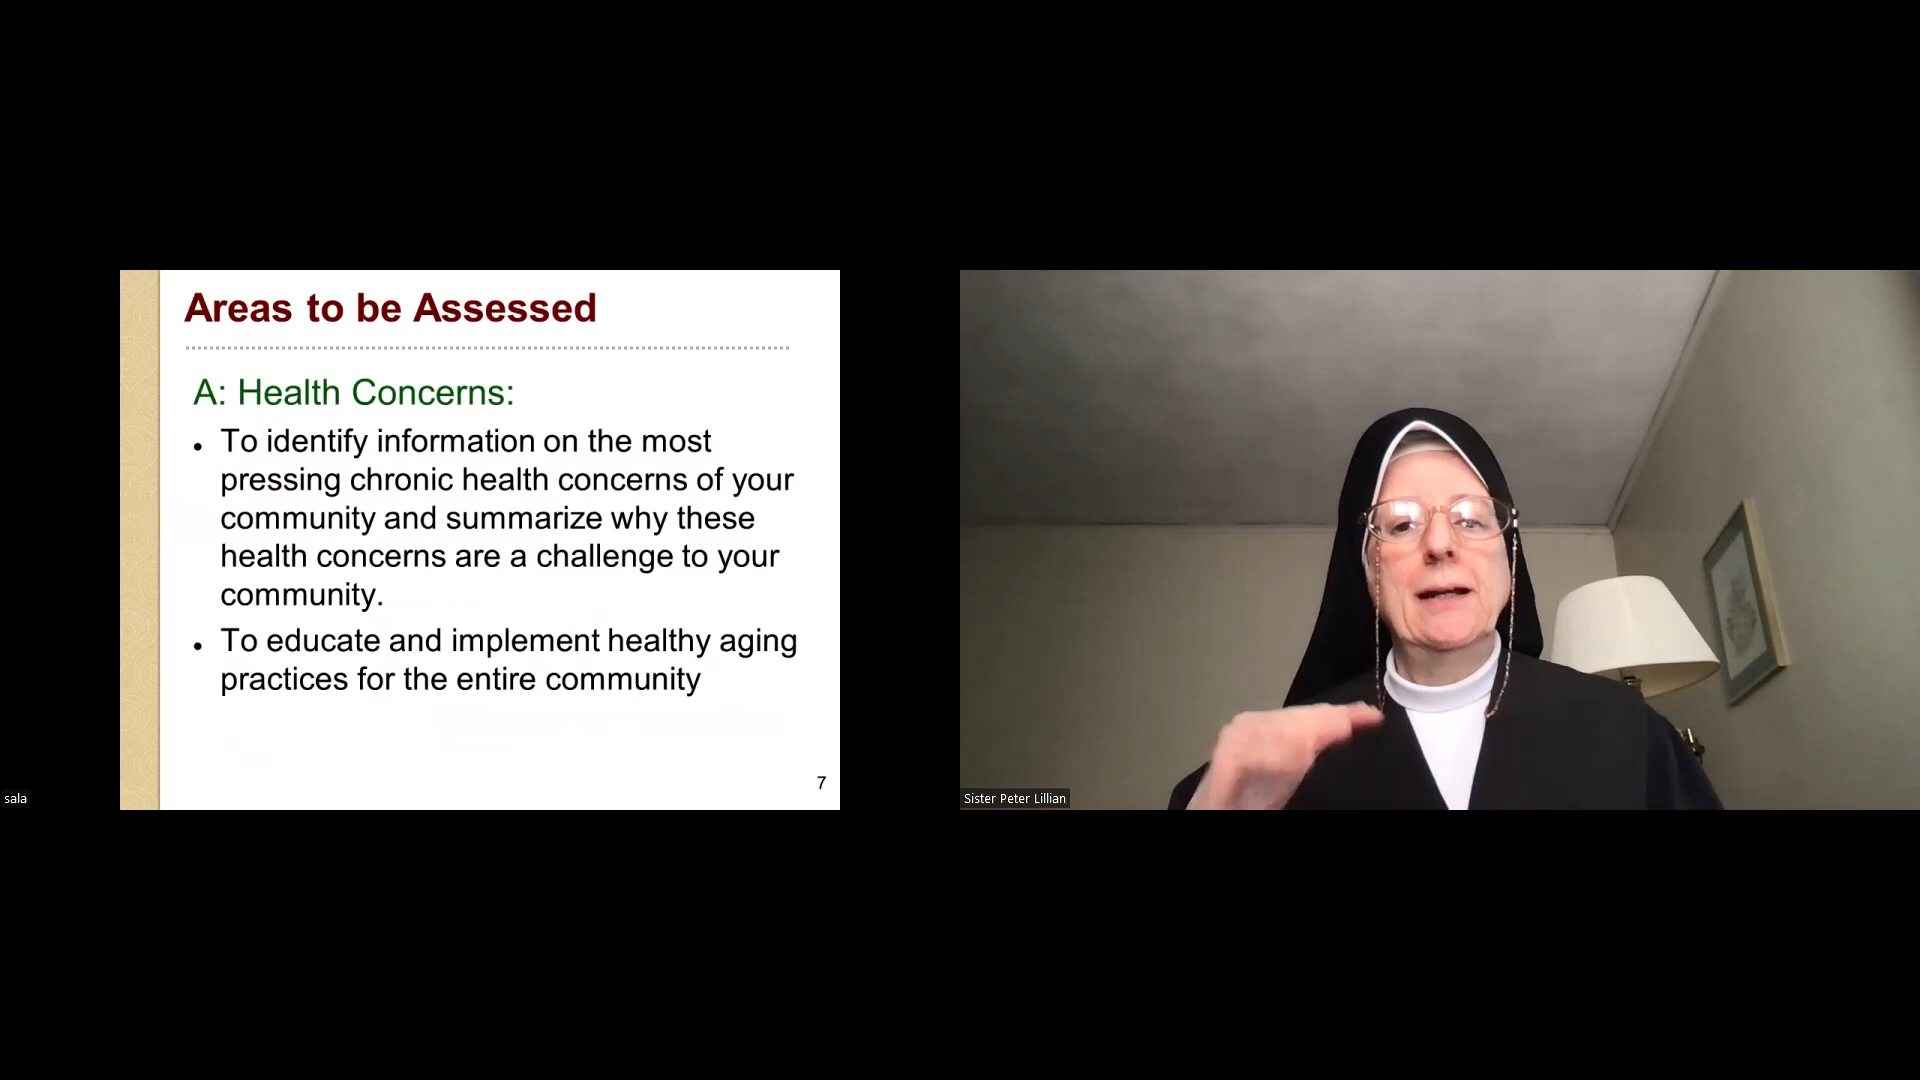 Areas to be Assessed
A: Health Concerns:
• To identify information on the most
pressing chronic health concerns of your
community and summarize why these
health concerns are a challenge to your
community.
• To educate and implement healthy aging
practices for the entire community
7
sala
Sister Peter Lillian